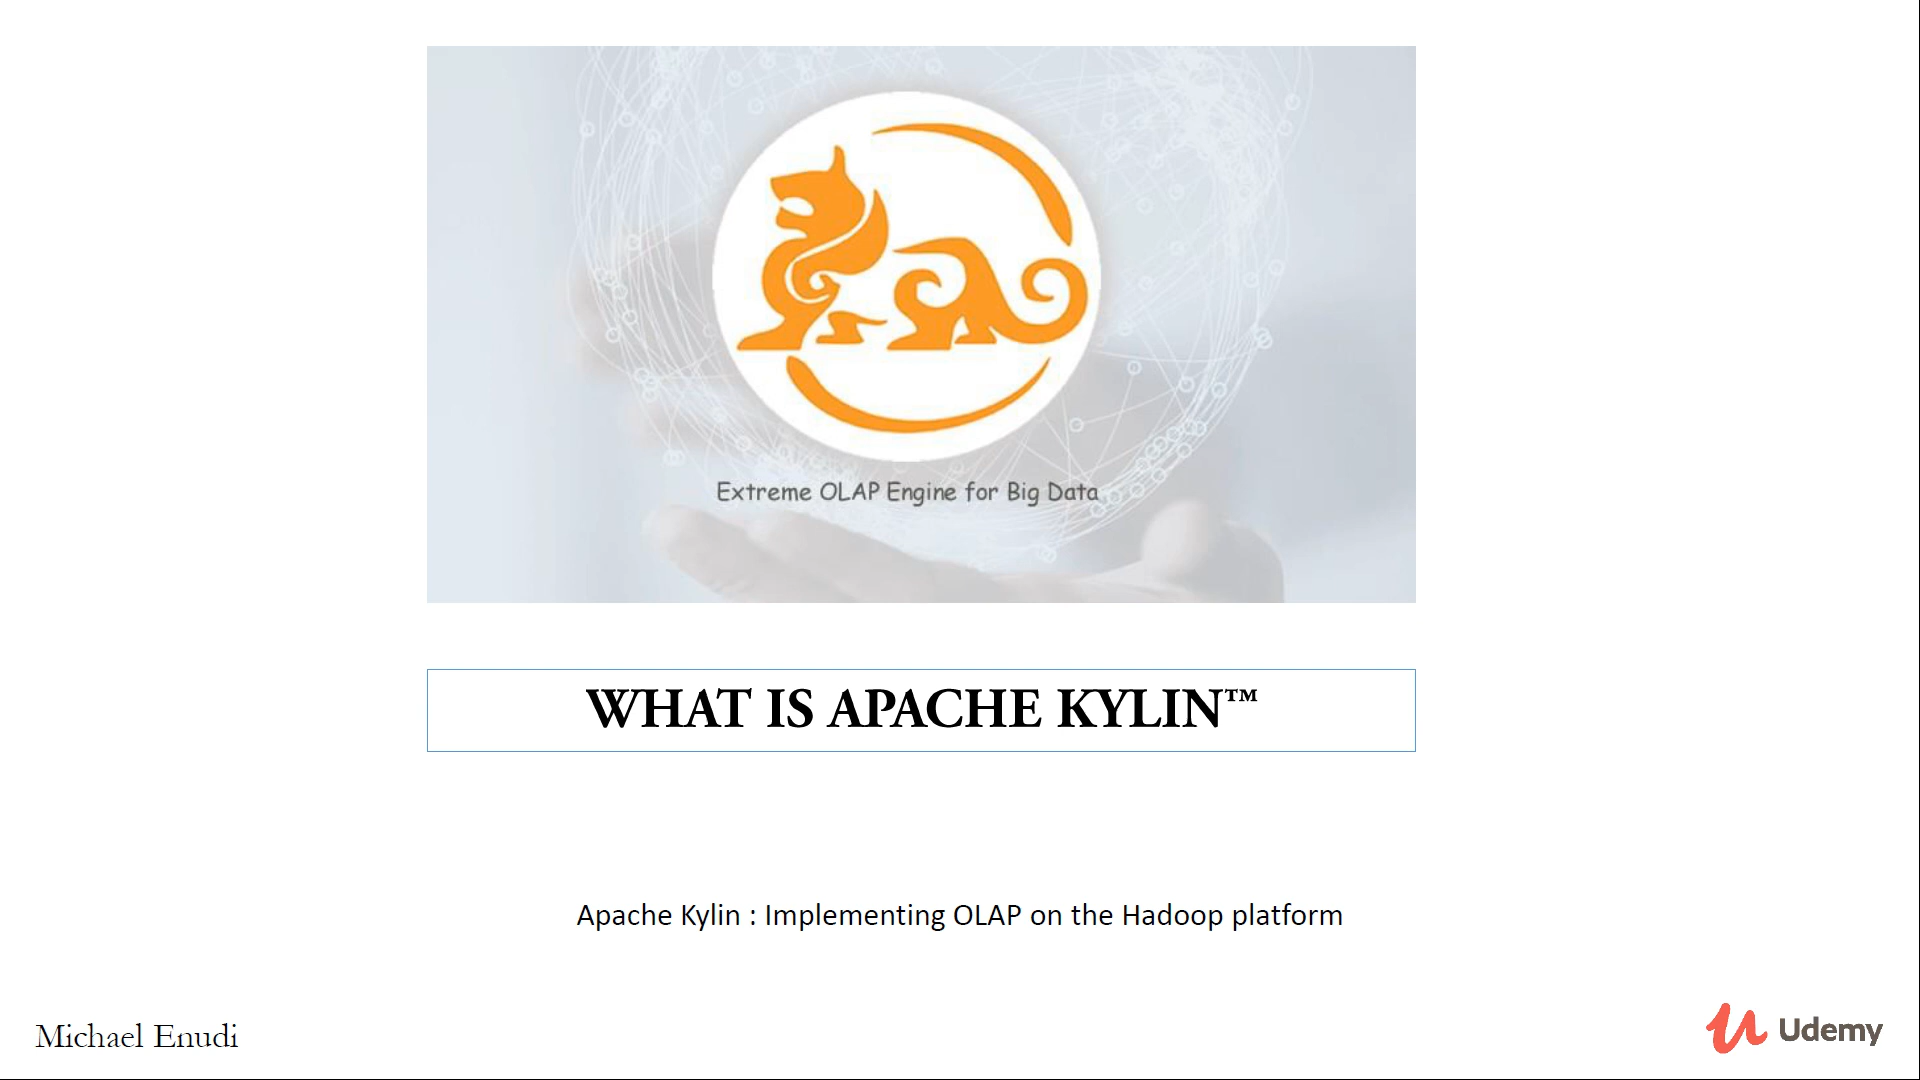 Extreme OLAP Engine for Big Data
WHAT IS APACHE KYLIN™
Apache Kylin : Implementing OLAP on the Hadoop platform
Michael Enudi
Udemy